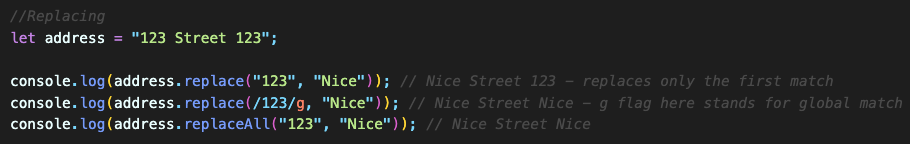 //Replacing
let address = "123 Street 123";
console.log(address.replace("123", "Nice")); // Nice Street 123 – replaces only the first match
console.log(address.replace(/123/g, "Nice")); // Nice Street Nice – g flag here stands for global match
console.log(address.replaceAll("123", "Nice")); // Nice Street Nice